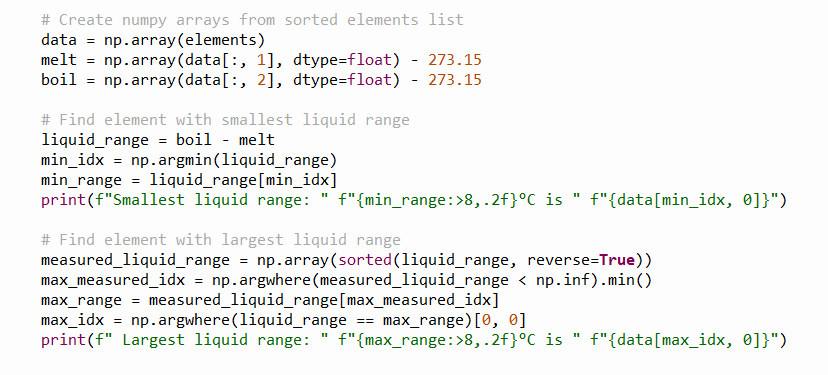 # Create numpy arrays from sorted elements list
data = np.array(elements)
melt = np.array(data[:, 1], dtype=float) - 273.15
boil = np.array(data[:, 2], dtype=float) - 273.15
# Find element with smallest liquid range
liquid_range = boil - melt
min_idx = np.argmin(liquid_range)
min_range = liquid_range[min_idx]
print(f"Smallest liquid range: " f"{min_range:>8,.2f}°C is " f"{data[min_idx, 0]}")
# Find element with largest liquid range
measured_liquid_range = np.array(sorted(liquid_range, reverse=True))
max_measured_idx = np.argwhere(measured_liquid_range < np.inf).min()
max_range = measured_liquid_range[max_measured_idx]
max_idx = np.argwhere(liquid_range == max_range)[0, 0]
print(f" Largest liquid range: " f"{max_range:>8,.2f}°C is " f"{data[max_idx, 0]}")